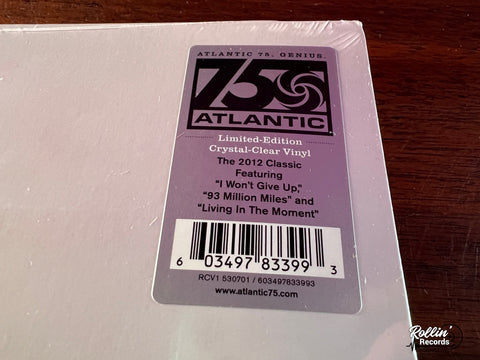 ATLANTIC 75. GENIUS.
75
ATLANTIC
Limited-Edition
Crystal-Clear Vinyl
The 2012 Classic
Featuring
“I Won’t Give Up,”
“93 Million Miles” and
“Living In The Moment”
6 03497 83399 3
RCV1 530701 / 603497833993
www.atlantic75.com
Rollin'
Records